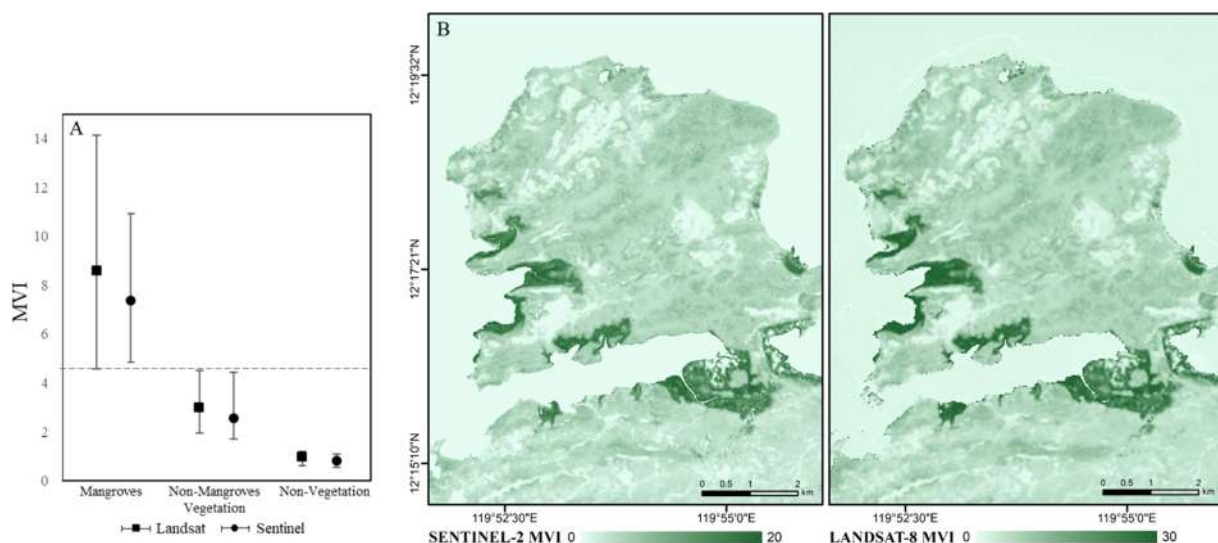 A
MVI
14
12
10
8
6
4
2
0
Mangroves
Non-Mangroves
Vegetation
Non-Vegetation
Landsat
Sentinel
B
12°19'32"N
12°17'21"N
12°15'10"N
0 0.5 1 2
km
0 0.5 1 2
km
119°52'30"E
119°55'0"E
119°52'30"E
119°55'0"E
SENTINEL-2 MVI 0 20
LANDSAT-8 MVI 0 30